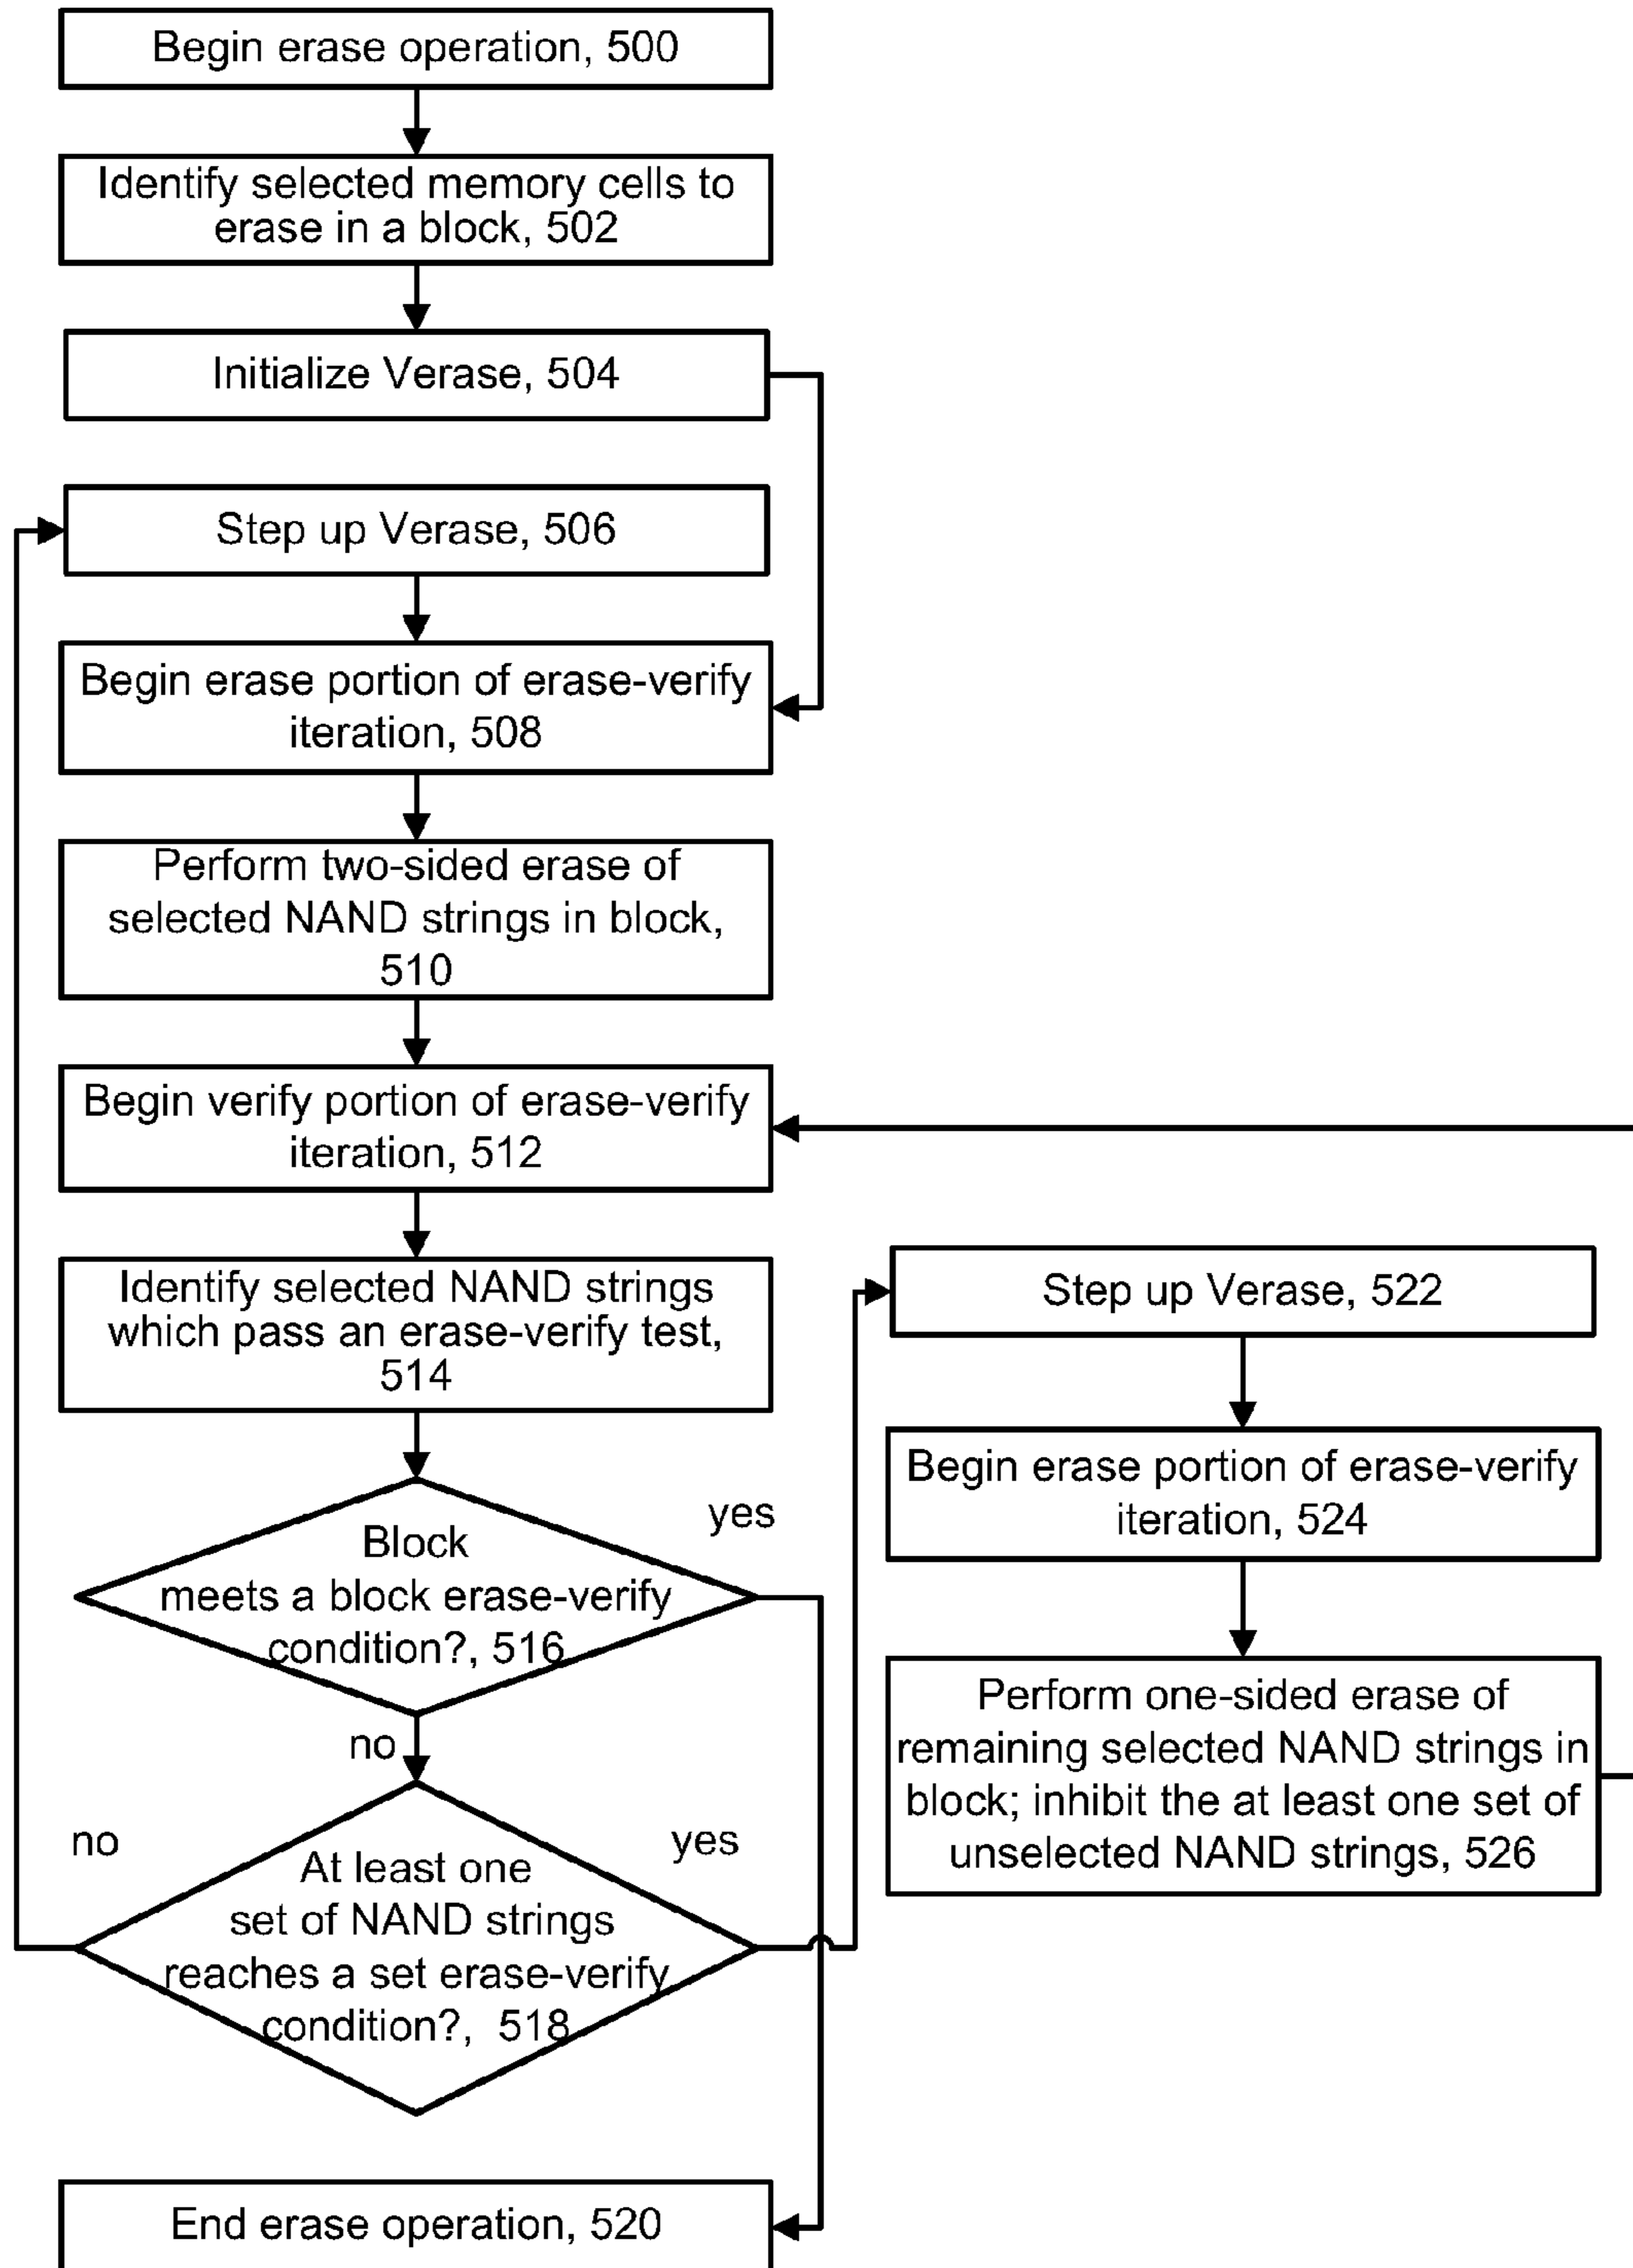 Begin erase operation, 500
Identify selected memory cells to
erase in a block, 502
Initialize Verase, 504
Step up Verase, 506
Begin erase portion of erase-verify
iteration, 508
Perform two-sided erase of
selected NAND strings in block,
510
Begin verify portion of erase-verify
iteration, 512
Identify selected NAND strings
which pass an erase-verify test,
514
Block
meets a block erase-verify
condition?, 516
yes
no
At least one
set of NAND strings
reaches a set erase-verify
condition?, 518
no
yes
End erase operation, 520
Step up Verase, 522
Begin erase portion of erase-verify
iteration, 524
Perform one-sided erase of
remaining selected NAND strings in
block; inhibit the at least one set of
unselected NAND strings, 526